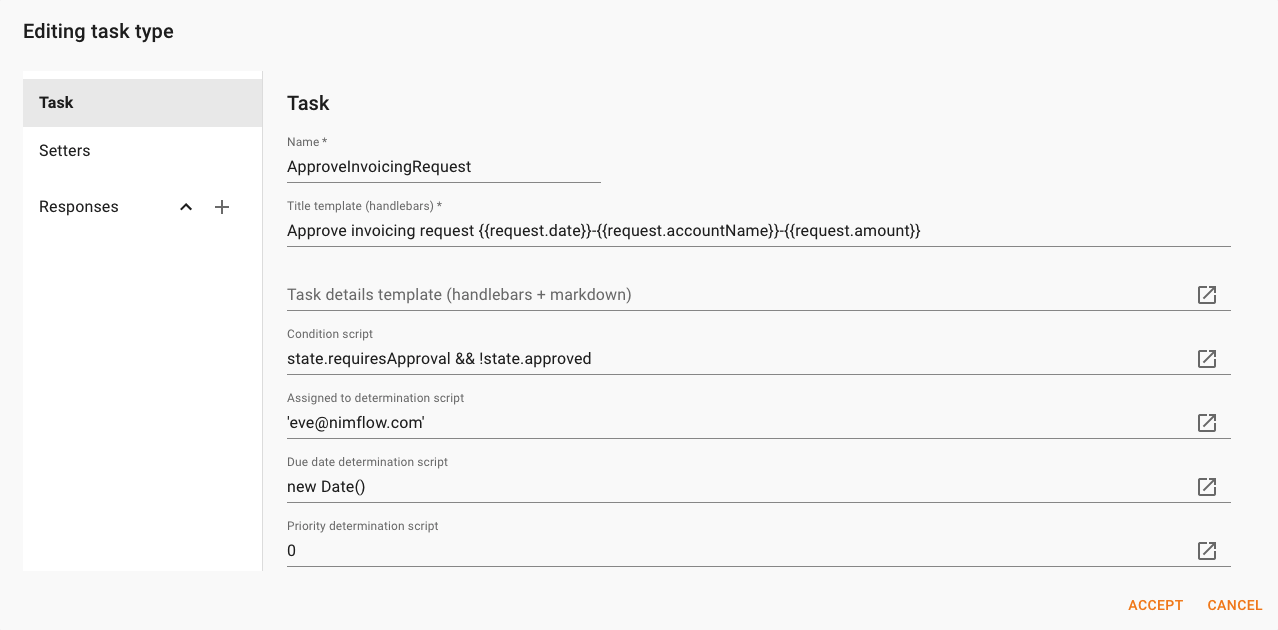 Editing task type
Task
Setters
Responses
Task
Name *
ApproveInvoicingRequest
Title template (handlebars) *
Approve invoicing request {{request.date}}-{{request.accountName}}-{{request.amount}}
Task details template (handlebars + markdown)
Condition script
state.requiresApproval && !state.approved
Assigned to determination script
'eve@nimflow.com'
Due date determination script
new Date()
Priority determination script
0
ACCEPT CANCEL